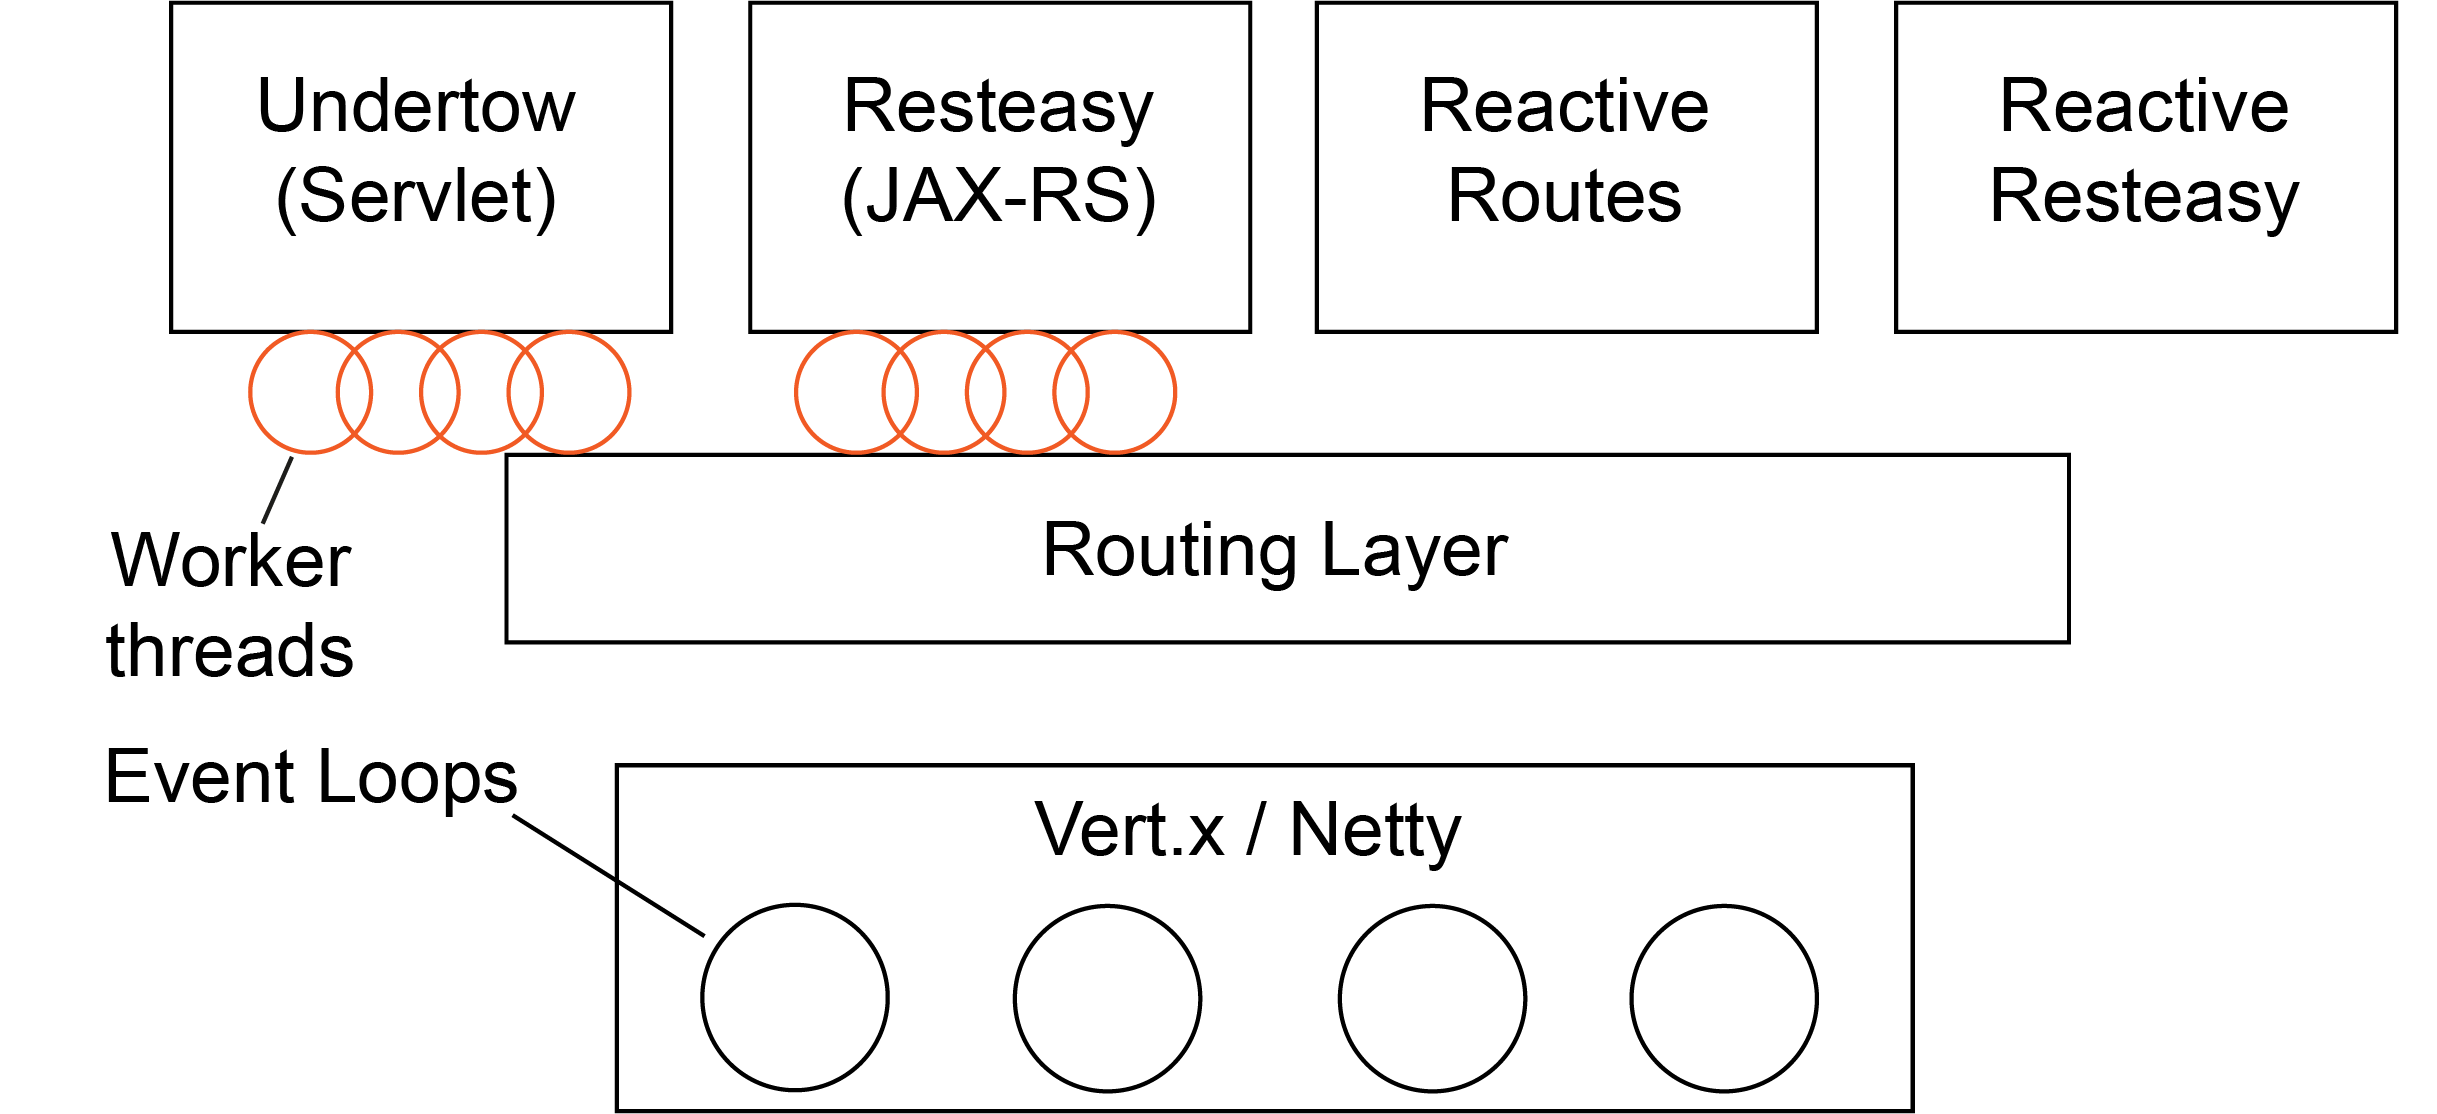 Undertow
(Servlet)
Resteasy
(JAX-RS)
Reactive
Routes
Reactive
Resteasy
Worker
threads
Routing Layer
Event Loops
Vert.x / Netty